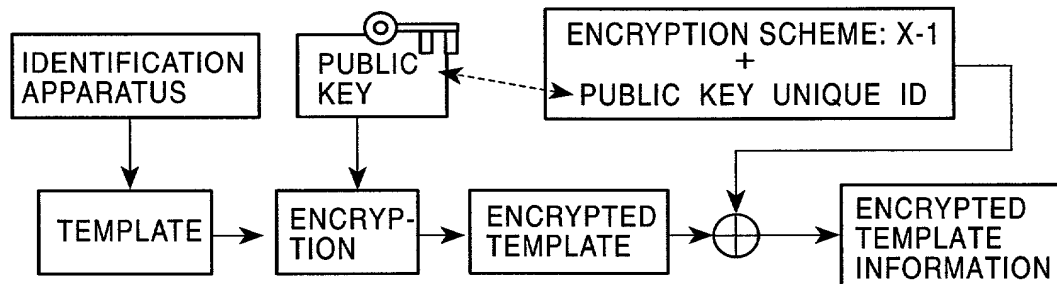 IDENTIFICATION
APPARATUS
PUBLIC
KEY
ENCRYPTION SCHEME: X-1
+
PUBLIC KEY UNIQUE ID
TEMPLATE
ENCRYP-
TION
ENCRYPTED
TEMPLATE
ENCRYPTED
TEMPLATE
INFORMATION